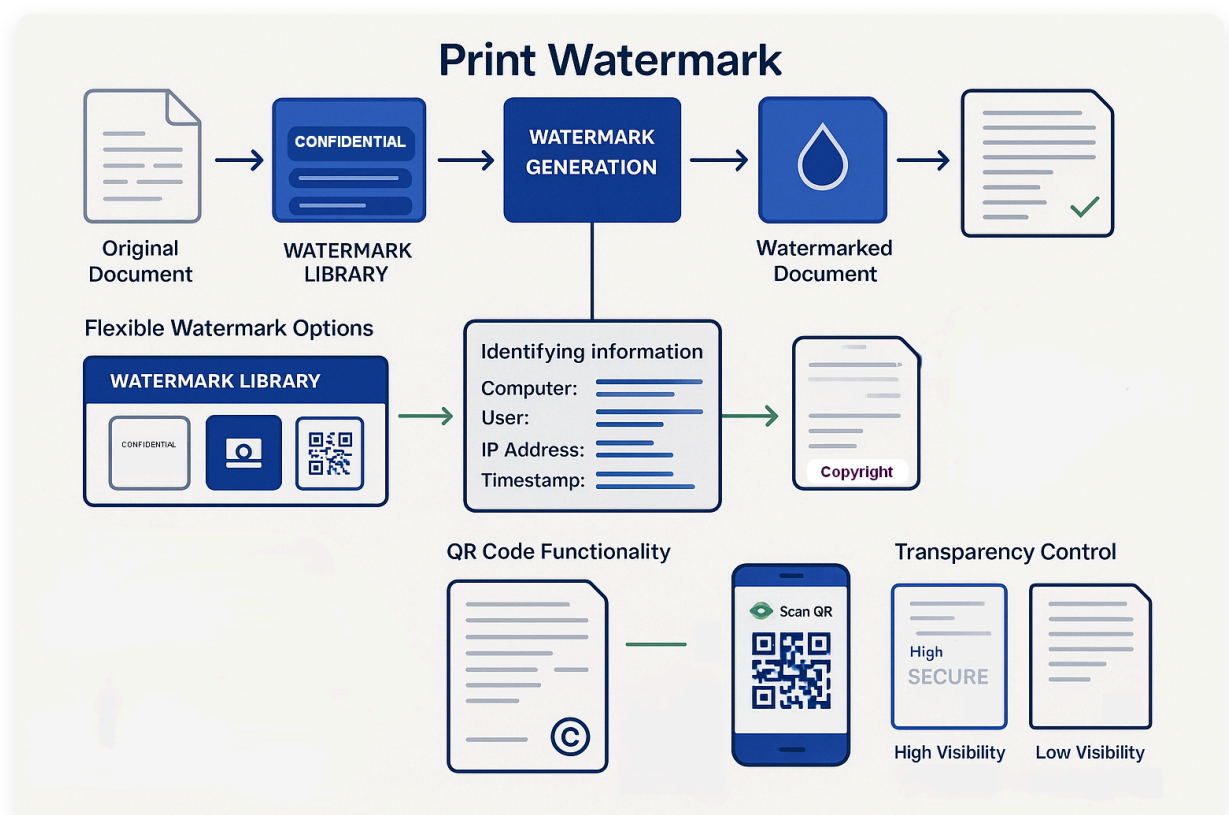 Print Watermark
CONFIDENTIAL
WATERMARK
GENERATION
Original
Document
WATERMARK
LIBRARY
Watermarked
Document
Flexible Watermark Options
WATERMARK LIBRARY
CONFIDENTIAL
Identifying information
Computer:
User:
IP Address:
Timestamp:
Copyright
QR Code Functionality
©
Scan QR
Transparency Control
High
SECURE
High Visibility
Low Visibility